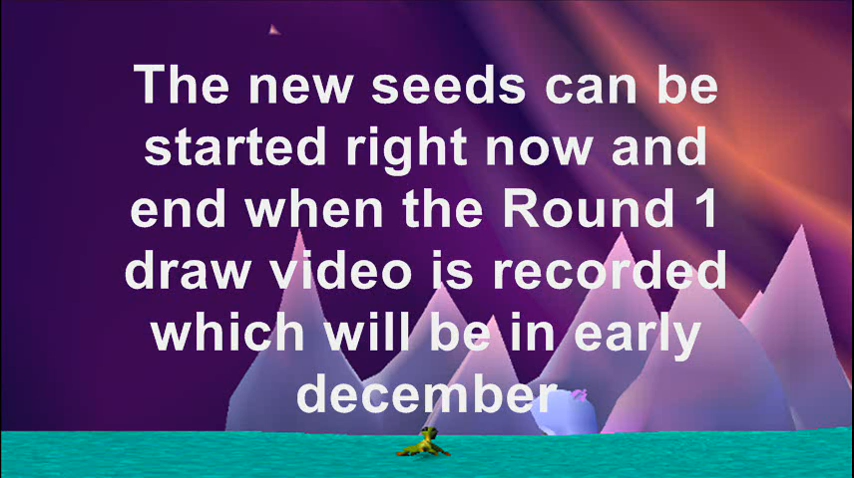 The new seeds can be
started right now and
end when the Round 1
draw video is recorded
which will be in early
december